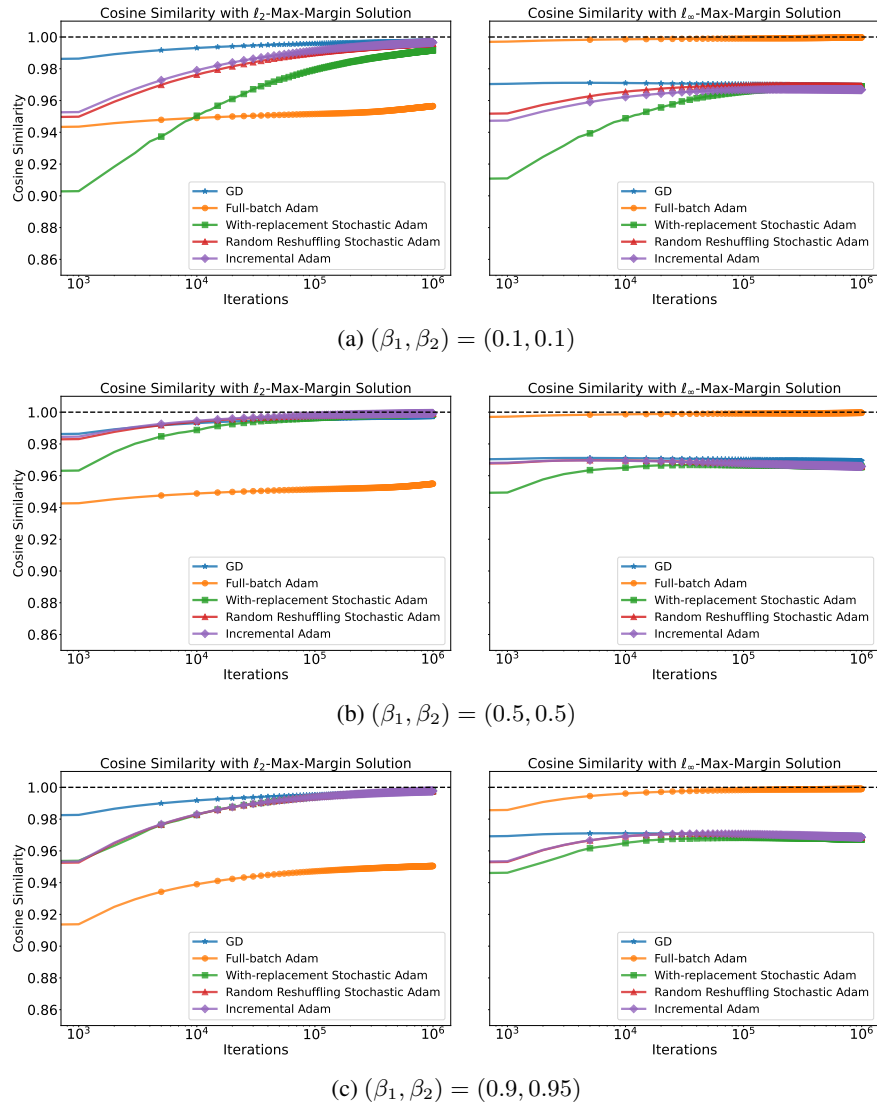 Cosine Similarity with ℓ₂-Max-Margin Solution
Cosine Similarity with ℓ∞-Max-Margin Solution
Cosine Similarity
1.00
0.98
0.96
0.94
0.92
0.90
0.88
0.86
GD
Full-batch Adam
With-replacement Stochastic Adam
Random Reshuffling Stochastic Adam
Incremental Adam
GD
Full-batch Adam
With-replacement Stochastic Adam
Random Reshuffling Stochastic Adam
Incremental Adam
10³ 10⁴ 10⁵ 10⁶
10³ 10⁴ 10⁵ 10⁶
Iterations
Iterations
(a) (β₁, β₂) = (0.1, 0.1)
Cosine Similarity with ℓ₂-Max-Margin Solution
Cosine Similarity with ℓ∞-Max-Margin Solution
Cosine Similarity
1.00
0.98
0.96
0.94
0.92
0.90
0.88
0.86
GD
Full-batch Adam
With-replacement Stochastic Adam
Random Reshuffling Stochastic Adam
Incremental Adam
GD
Full-batch Adam
With-replacement Stochastic Adam
Random Reshuffling Stochastic Adam
Incremental Adam
10³ 10⁴ 10⁵ 10⁶
10³ 10⁴ 10⁵ 10⁶
Iterations
Iterations
(b) (β₁, β₂) = (0.5, 0.5)
Cosine Similarity with ℓ₂-Max-Margin Solution
Cosine Similarity with ℓ∞-Max-Margin Solution
Cosine Similarity
1.00
0.98
0.96
0.94
0.92
0.90
0.88
0.86
GD
Full-batch Adam
With-replacement Stochastic Adam
Random Reshuffling Stochastic Adam
Incremental Adam
GD
Full-batch Adam
With-replacement Stochastic Adam
Random Reshuffling Stochastic Adam
Incremental Adam
10³ 10⁴ 10⁵ 10⁶
10³ 10⁴ 10⁵ 10⁶
Iterations
Iterations
(c) (β₁, β₂) = (0.9, 0.95)